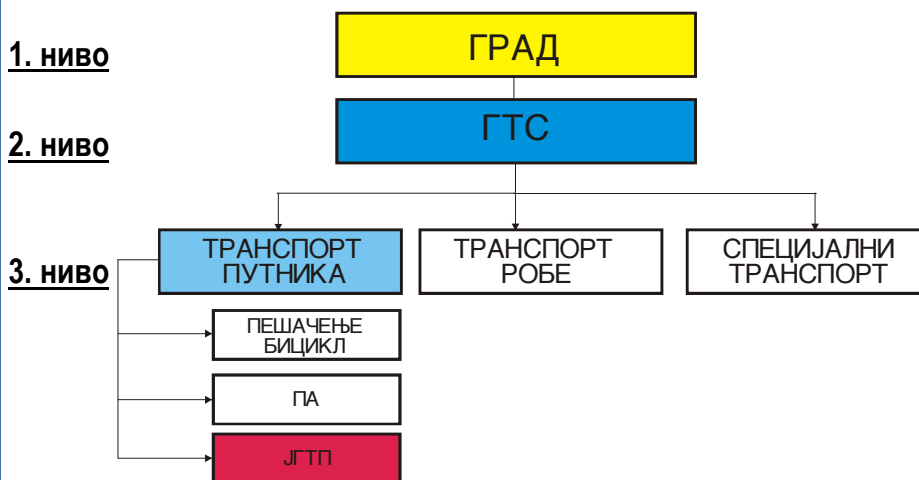 1. ниво
ГРАД
2. ниво
ГТС
3. ниво
ТРАНСПОРТ
ПУТНИКА
ТРАНСПОРТ
РОБЕ
СПЕЦИЈАЛНИ
ТРАНСПОРТ
ПЕШАЧЕЊЕ
БИЦИКЛ
ПА
ЈГТП